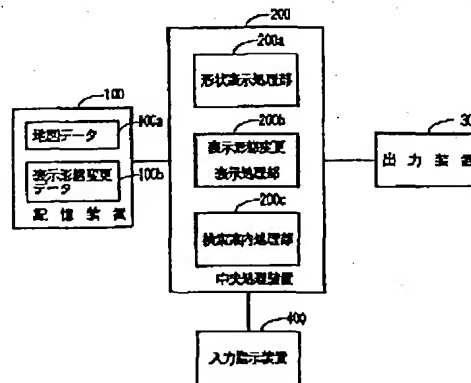 200
200a
形状表示処理部
100
100a
地図データ
200b
表示形態変更
表示処理部
30
出力装置
表示形態変更
データ
100b
記憶装置
200c
検索案内処理部
中央処理装置
400
入力指示装置